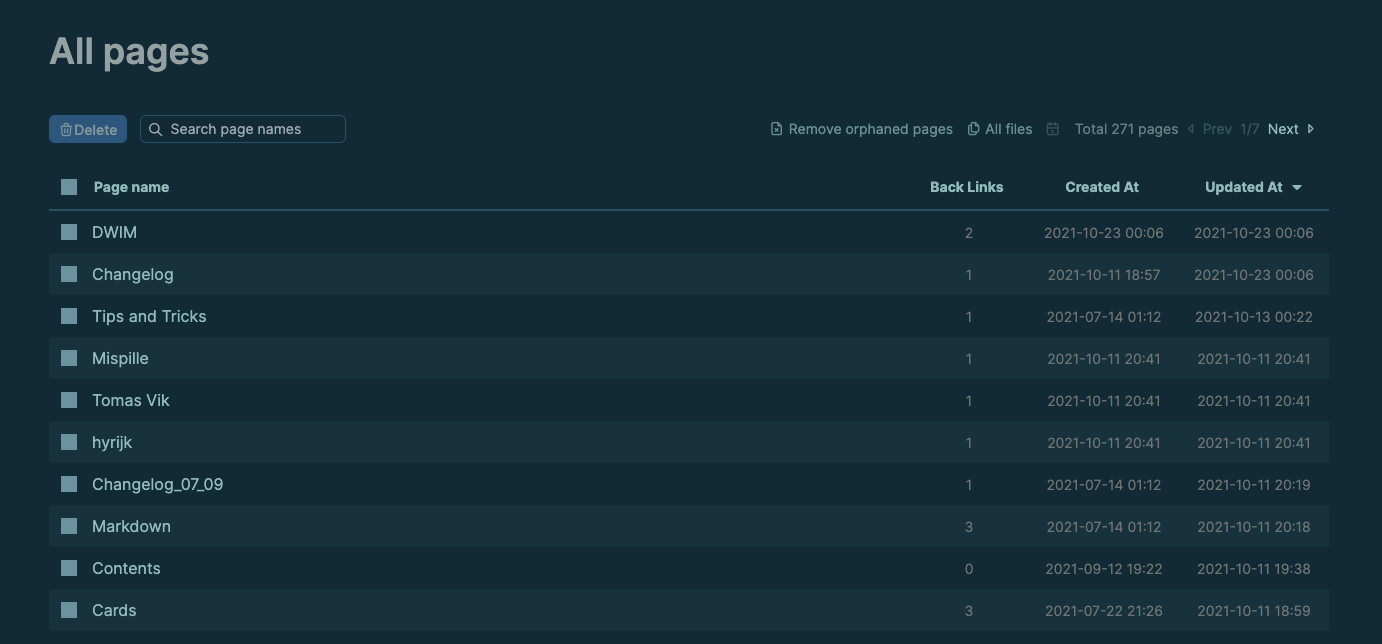 All pages
Delete Search page names Remove orphaned pages All files Total 271 pages Prev 1/7 Next
Page name Back Links Created At Updated At
DWIM 2 2021-10-23 00:06 2021-10-23 00:06
Changelog 1 2021-10-11 18:57 2021-10-23 00:06
Tips and Tricks 1 2021-07-14 01:12 2021-10-13 00:22
Mispille 1 2021-10-11 20:41 2021-10-11 20:41
Tomas Vik 1 2021-10-11 20:41 2021-10-11 20:41
hyrijk 1 2021-10-11 20:41 2021-10-11 20:41
Changelog_07_09 1 2021-07-14 01:12 2021-10-11 20:19
Markdown 3 2021-07-14 01:12 2021-10-11 20:18
Contents 0 2021-09-12 19:22 2021-10-11 19:38
Cards 3 2021-07-22 21:26 2021-10-11 18:59